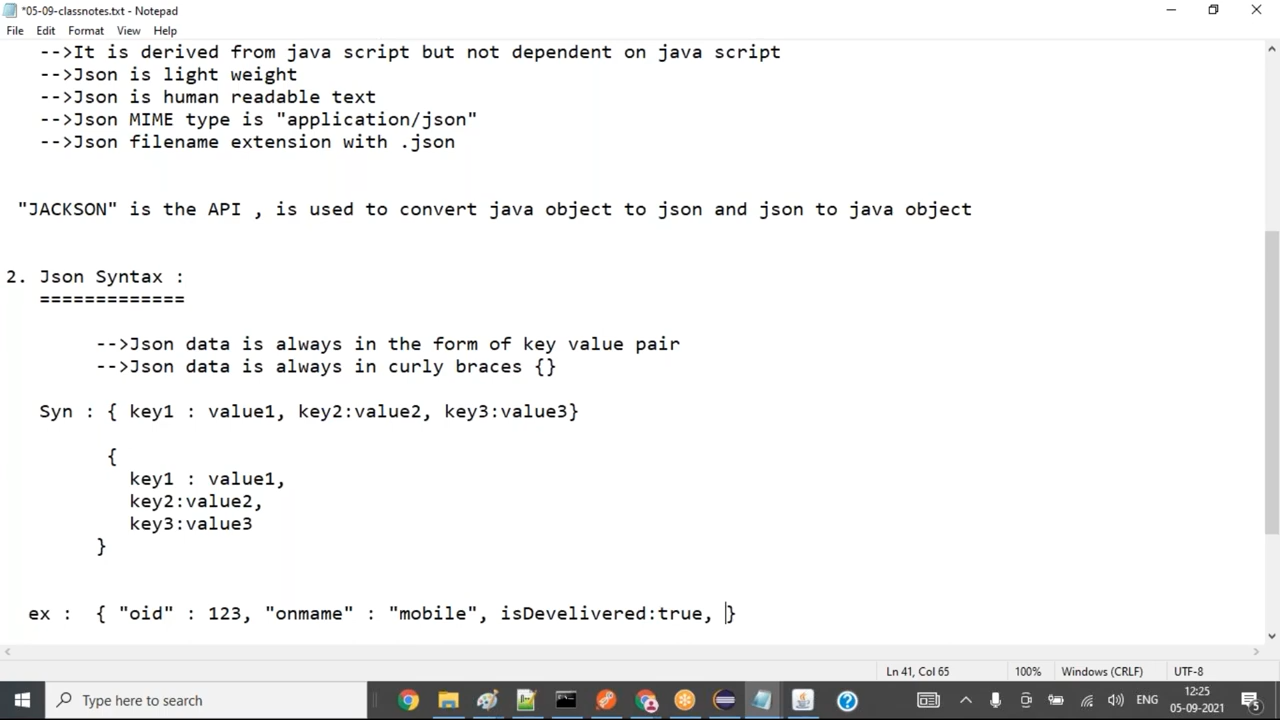 *05-09-classnotes.txt - Notepad
File Edit Format View Help
-->It is derived from java script but not dependent on java script
-->Json is light weight
-->Json is human readable text
-->Json MIME type is "application/json"
-->Json filename extension with .json
"JACKSON" is the API , is used to convert java object to json and json to java object
2. Json Syntax :
=============
-->Json data is always in the form of key value pair
-->Json data is always in curly braces {}
Syn : { key1 : value1, key2:value2, key3:value3}
{
key1 : value1,
key2:value2,
key3:value3
}
ex : { "oid" : 123, "onmame" : "mobile", isDevelivered:true, }
Ln 41, Col 65 100% Windows (CRLF) UTF-8
Type here to search
ENG
12:25
05-09-2021
5